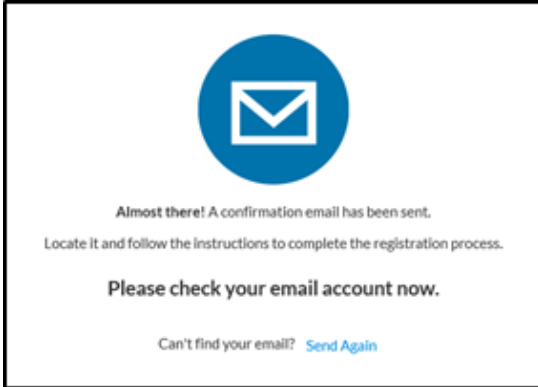 Almost there! A confirmation email has been sent.
Locate it and follow the instructions to complete the registration process.
Please check your email account now.
Can't find your email? Send Again